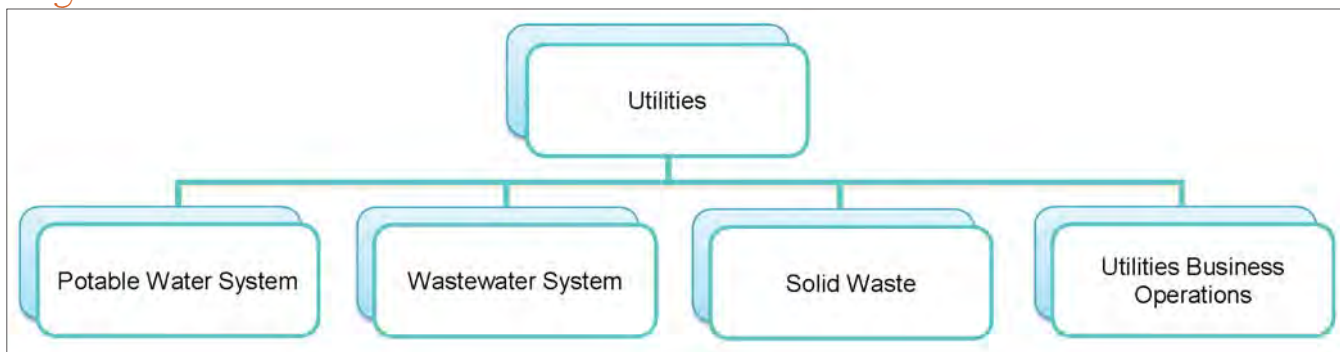 Utilities
Potable Water System
Wastewater System
Solid Waste
Utilities Business
Operations